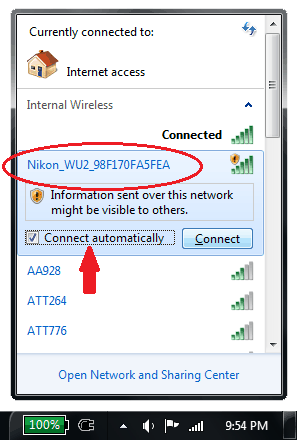 Currently connected to:
Internet access
Internal Wireless
Connected
Nikon_WU2_98F170FA5FEA
Information sent over this network
might be visible to others.
Connect automatically
Connect
AA928
ATT264
ATT776
Open Network and Sharing Center
100%
9:54 PM